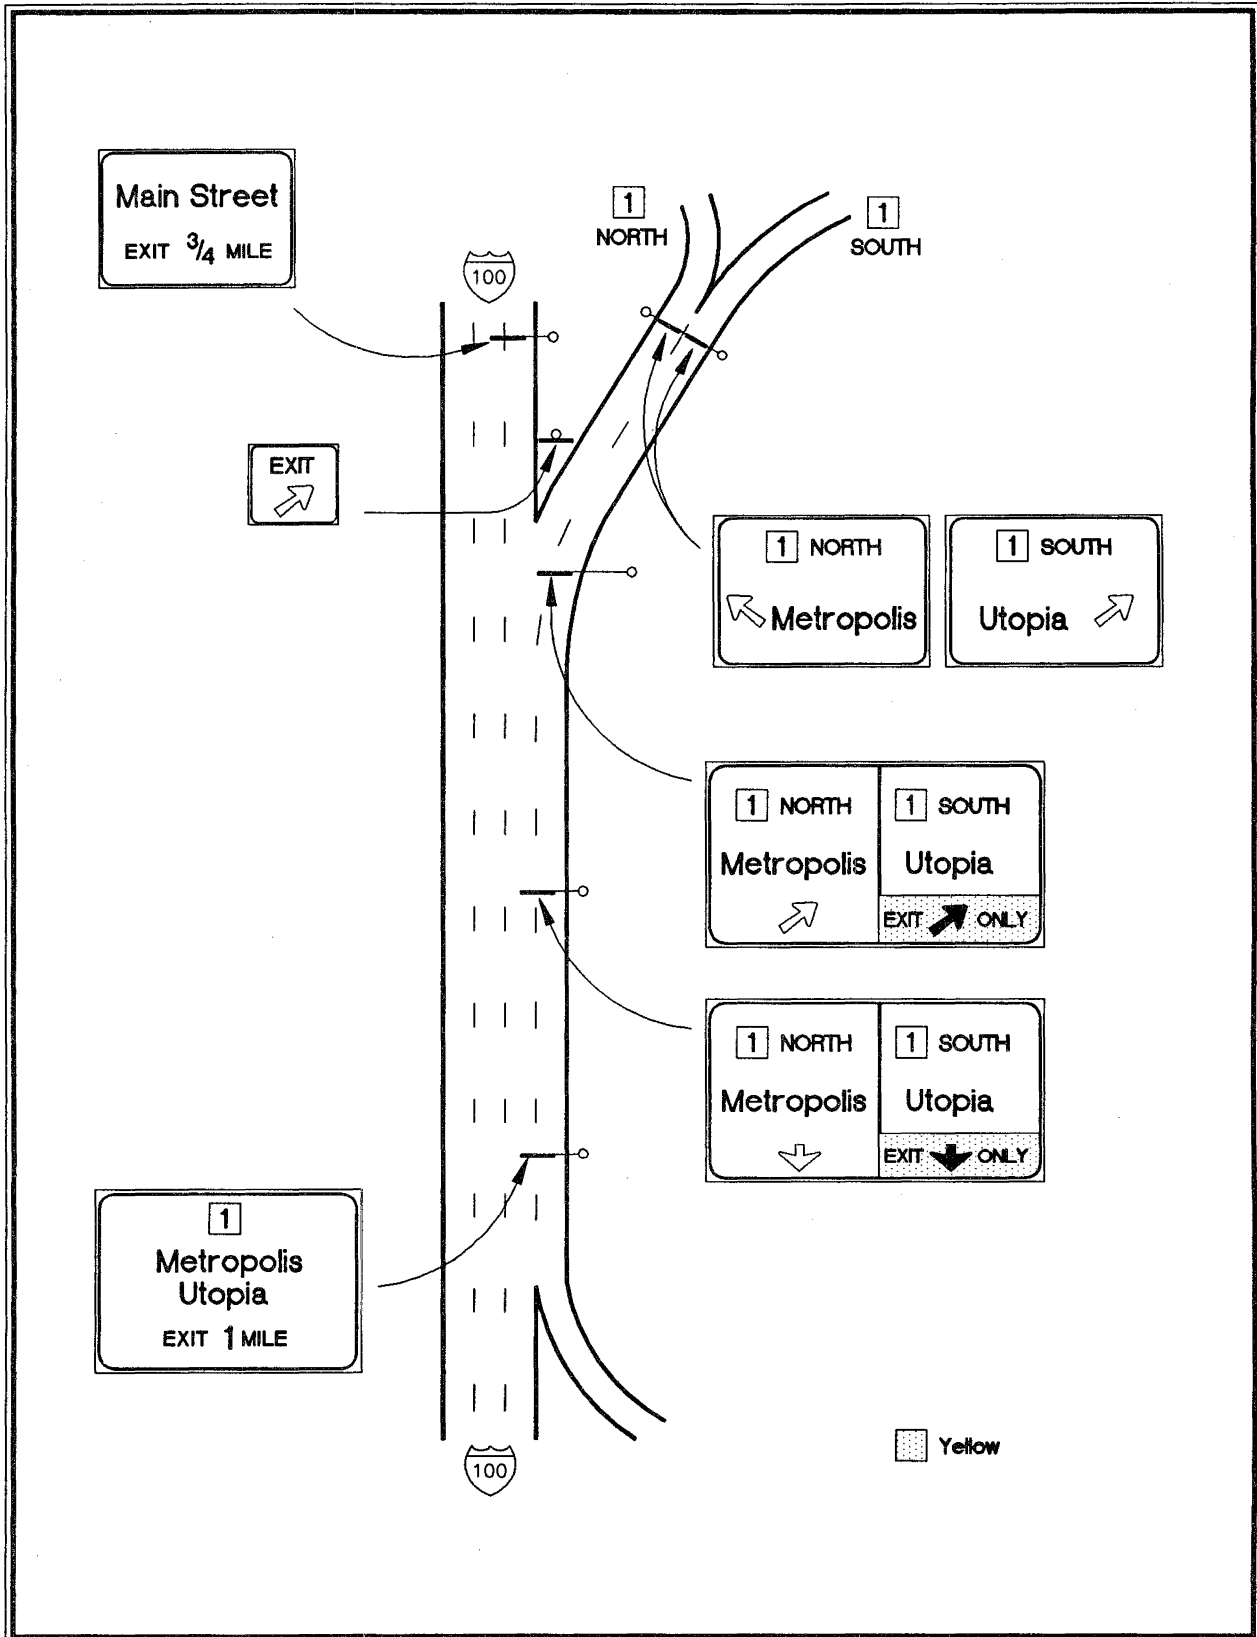 Main Street
EXIT 3/4 MILE
1
NORTH
1
SOUTH
100
EXIT
1 NORTH
Metropolis
1 SOUTH
Utopia
1 NORTH
Metropolis
1 SOUTH
Utopia
EXIT ONLY
1 NORTH
Metropolis
1 SOUTH
Utopia
EXIT ONLY
1
Metropolis
Utopia
EXIT 1 MILE
100
Yellow